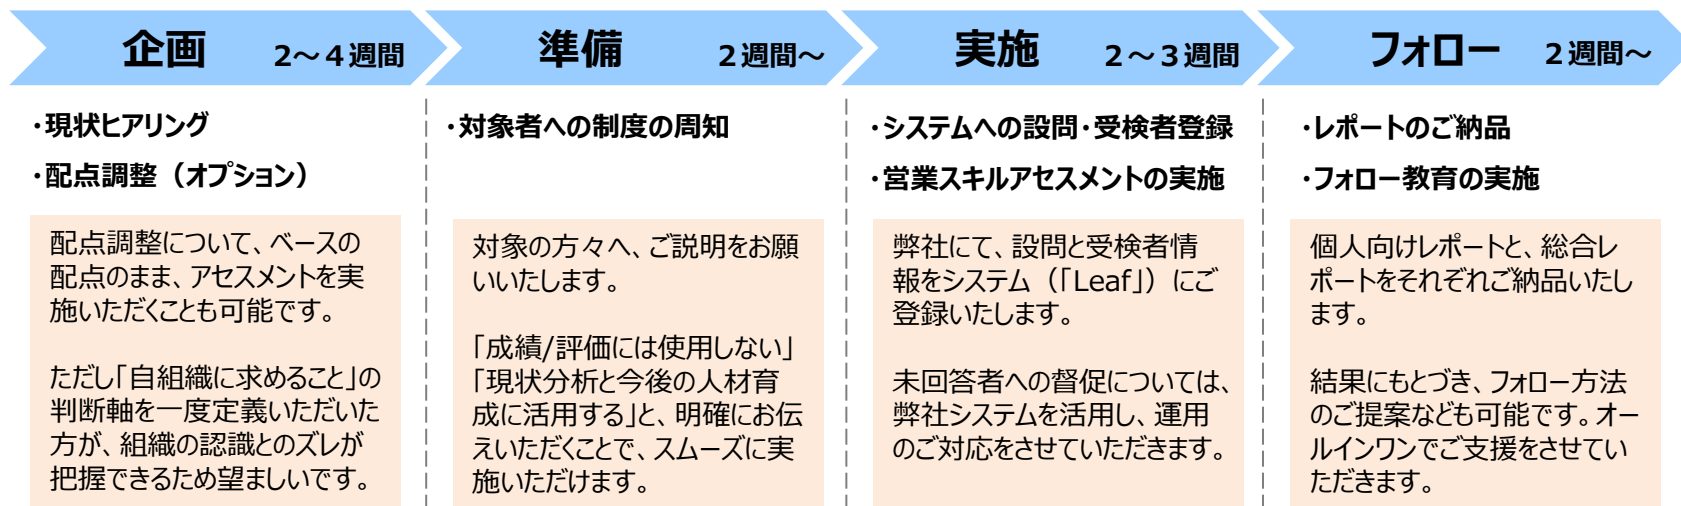 企画 2～4週間
準備 2週間～
実施 2～3週間
フォロー 2週間～
・現状ヒアリング
・配点調整（オプション）
配点調整について、ベースの
配点のまま、アセスメントを実
施いただくことも可能です。
ただし「自組織に求めること」の
判断軸を一度定義いただいた
方が、組織の認識とのズレが
把握できるため望ましいです。
・対象者への制度の周知
対象の方々へ、ご説明をお願
いいたします。
「成績/評価には使用しない」
「現状分析と今後の人材育
成に活用する」と、明確にお伝
えいただくことで、スムーズに実
施いただけます。
・システムへの設問・受検者登録
・営業スキルアセスメントの実施
弊社にて、設問と受検者情
報をシステム（「Leaf」）にご
登録いたします。
未回答者への督促については、
弊社システムを活用し、運用
のご対応をさせていただきます。
・レポートのご納品
・フォロー教育の実施
個人向けレポートと、総合レ
ポートをそれぞれご納品いたし
ます。
結果にもとづき、フォロー方法
のご提案なども可能です。オー
ルインワンでご支援をさせてい
ただきます。